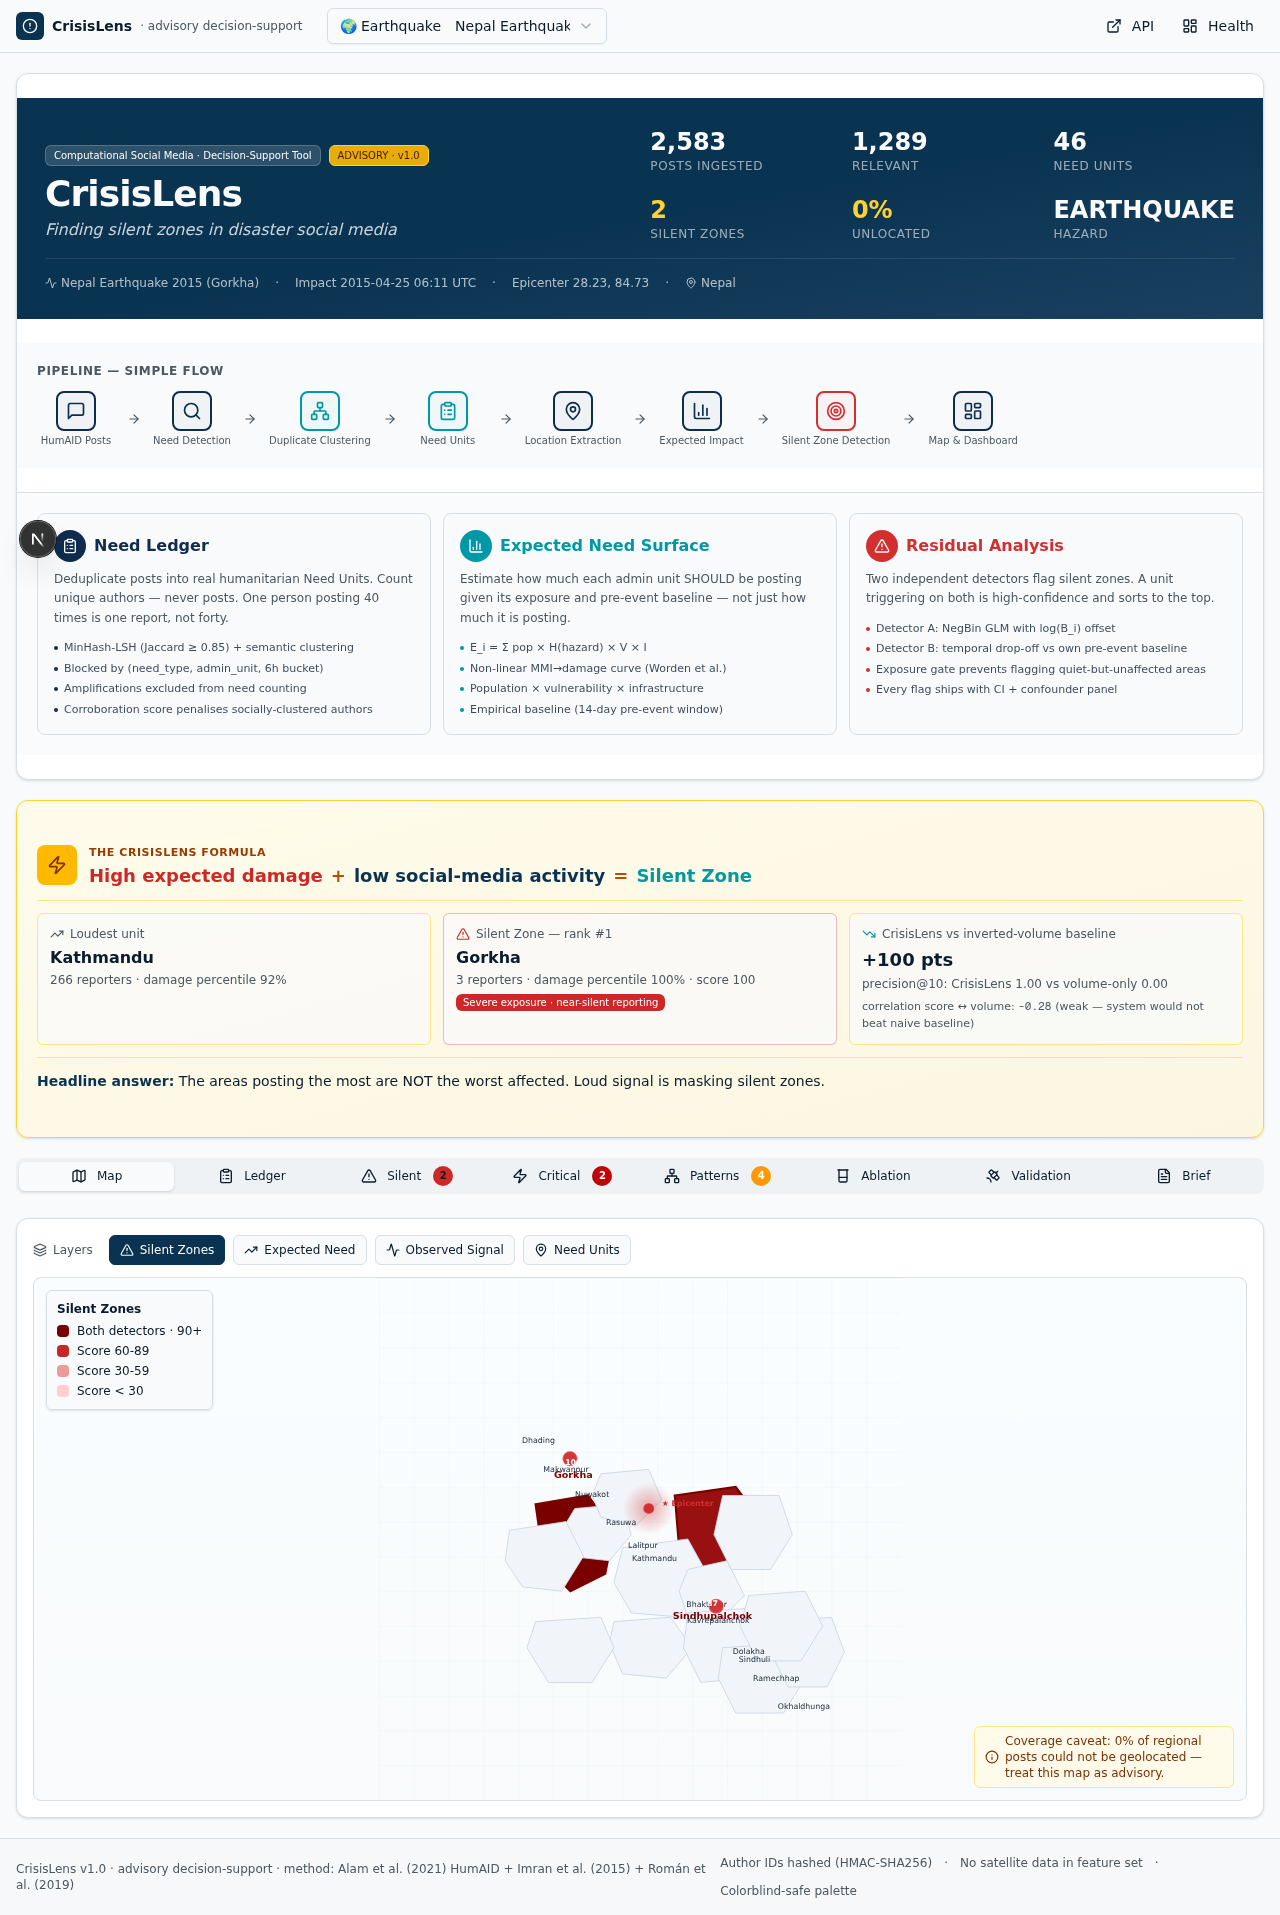 CrisisLens · advisory decision-support
🌍 Earthquake Nepal Earthquak
API
Health
Computational Social Media · Decision-Support Tool
ADVISORY · v1.0
CrisisLens
Finding silent zones in disaster social media
2,583
POSTS INGESTED
1,289
RELEVANT
46
NEED UNITS
2
SILENT ZONES
0%
UNLOCATED
EARTHQUAKE
HAZARD
Nepal Earthquake 2015 (Gorkha) · Impact 2015-04-25 06:11 UTC · Epicenter 28.23, 84.73 · Nepal
PIPELINE — SIMPLE FLOW
HumAID Posts
Need Detection
Duplicate Clustering
Need Units
Location Extraction
Expected Impact
Silent Zone Detection
Map & Dashboard
N
Need Ledger
Deduplicate posts into real humanitarian Need Units. Count
unique authors — never posts. One person posting 40
times is one report, not forty.
• MinHash-LSH (Jaccard ≥ 0.85) + semantic clustering
• Blocked by (need_type, admin_unit, 6h bucket)
• Amplifications excluded from need counting
• Corroboration score penalises socially-clustered authors
Expected Need Surface
Estimate how much each admin unit SHOULD be posting
given its exposure and pre-event baseline — not just how
much it is posting.
• E_i = Σ pop × H(hazard) × V × I
• Non-linear MMI→damage curve (Worden et al.)
• Population × vulnerability × infrastructure
• Empirical baseline (14-day pre-event window)
Residual Analysis
Two independent detectors flag silent zones. A unit
triggering on both is high-confidence and sorts to the top.
• Detector A: NegBin GLM with log(B_i) offset
• Detector B: temporal drop-off vs own pre-event baseline
• Exposure gate prevents flagging quiet-but-unaffected areas
• Every flag ships with CI + confounder panel
THE CRISISLENS FORMULA
High expected damage + low social-media activity = Silent Zone
Loudest unit
Kathmandu
266 reporters · damage percentile 92%
Silent Zone — rank #1
Gorkha
3 reporters · damage percentile 100% · score 100
Severe exposure · near-silent reporting
CrisisLens vs inverted-volume baseline
+100 pts
precision@10: CrisisLens 1.00 vs volume-only 0.00
correlation score ↔ volume: -0.28 (weak — system would not
beat naive baseline)
Headline answer: The areas posting the most are NOT the worst affected. Loud signal is masking silent zones.
Map
Ledger
Silent 2
Critical 2
Patterns 4
Ablation
Validation
Brief
Layers
Silent Zones
Expected Need
Observed Signal
Need Units
Silent Zones
Both detectors · 90+
Score 60-89
Score 30-59
Score < 30
Dhading
Makwanpur
Gorkha
Nuwakot
★ Epicenter
Rasuwa
Lalitpur
Kathmandu
Sindhupalchok
Kavrepalanchok
Dolakha
Sindhuli
Ramechhap
Okhaldhunga
Coverage caveat: 0% of regional
posts could not be geolocated —
treat this map as advisory.
CrisisLens v1.0 · advisory decision-support · method: Alam et al. (2021) HumAID + Imran et al. (2015) + Román et
al. (2019)
Author IDs hashed (HMAC-SHA256) · No satellite data in feature set ·
Colorblind-safe palette